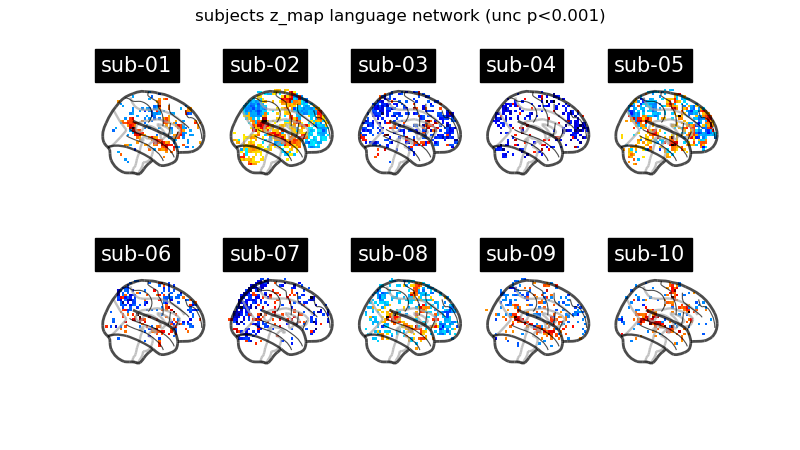 subjects z_map language network (unc p<0.001)
sub-01 sub-02 sub-03 sub-04 sub-05
sub-06 sub-07 sub-08 sub-09 sub-10